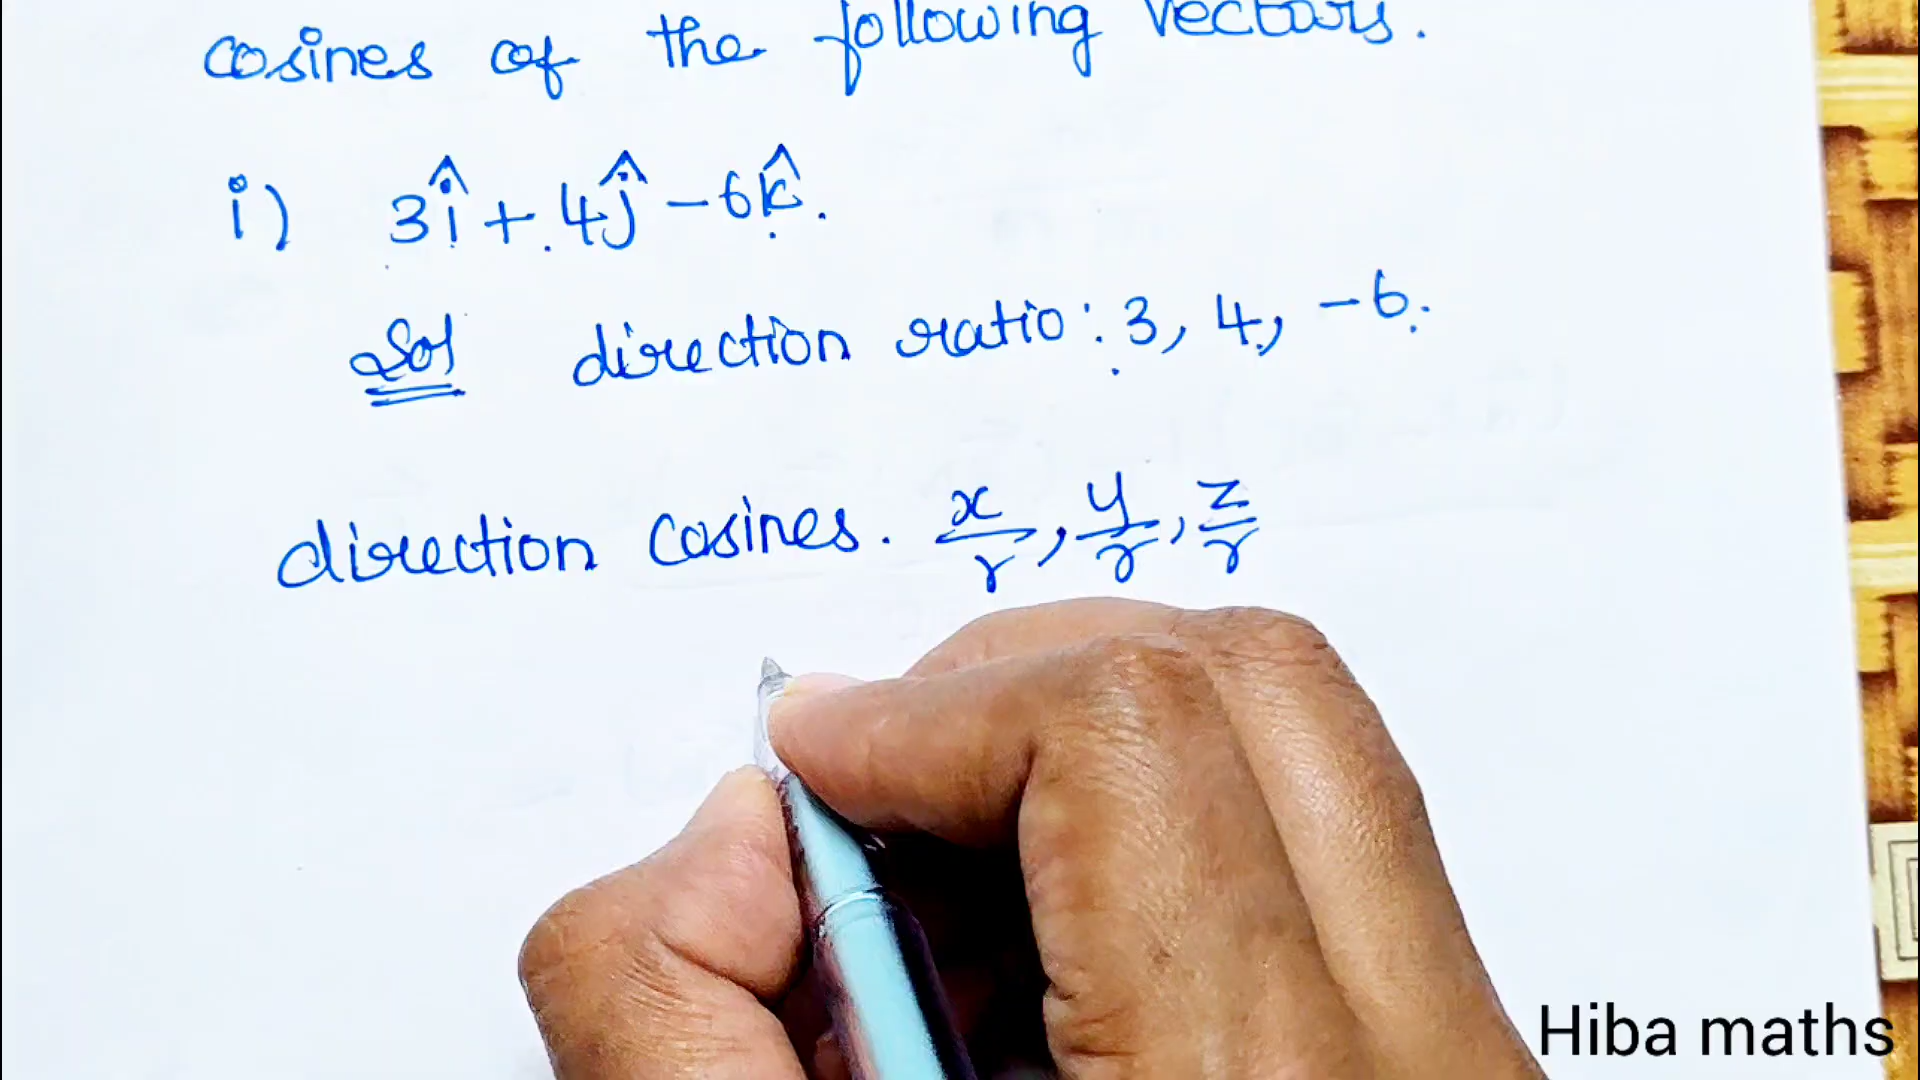 cosines of the following vectors.
i) 3î + 4ĵ - 6k̂.
Sol direction ratio: 3, 4, -6.
direction cosines. x/r, y/r, z/r
Hiba maths